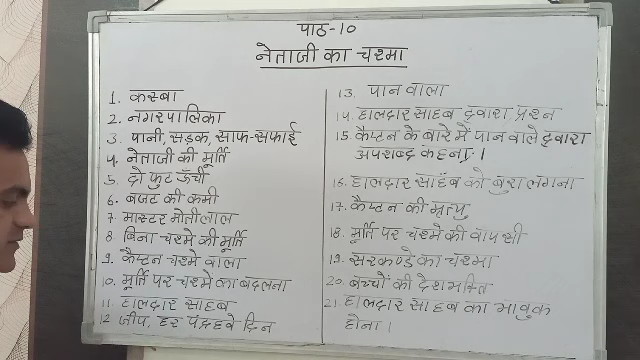 पाठ-10
नेताजी का चश्मा
1. कस्बा
2. नगरपालिका
3. पानी, सड़क, साफ-सफाई
4. नेताजी की मूर्ति
5. दो फुट ऊँची
6. बजट की कमी
7. मास्टर मोतीलाल
8. बिना चश्मे की मूर्ति
9. कैप्टन चश्मे वाला
10. मूर्ति पर चश्मे का बदलना
11. हालदार साहब
12. जीप, हर पंद्रहवे दिन
13. पानवाला
14. हालदार साहब द्वारा प्रश्न
15. कैप्टन के बारे में पानवाले द्वारा
अपशब्द कहना।
16. हालदार साहब को बुरा लगना
17. कैप्टन की मृत्यु
18. मूर्ति पर चश्मे की वापसी
19. सरकण्डे का चश्मा
20. बच्चों की देशभक्ति
21. हालदार साहब का भावुक
होना।